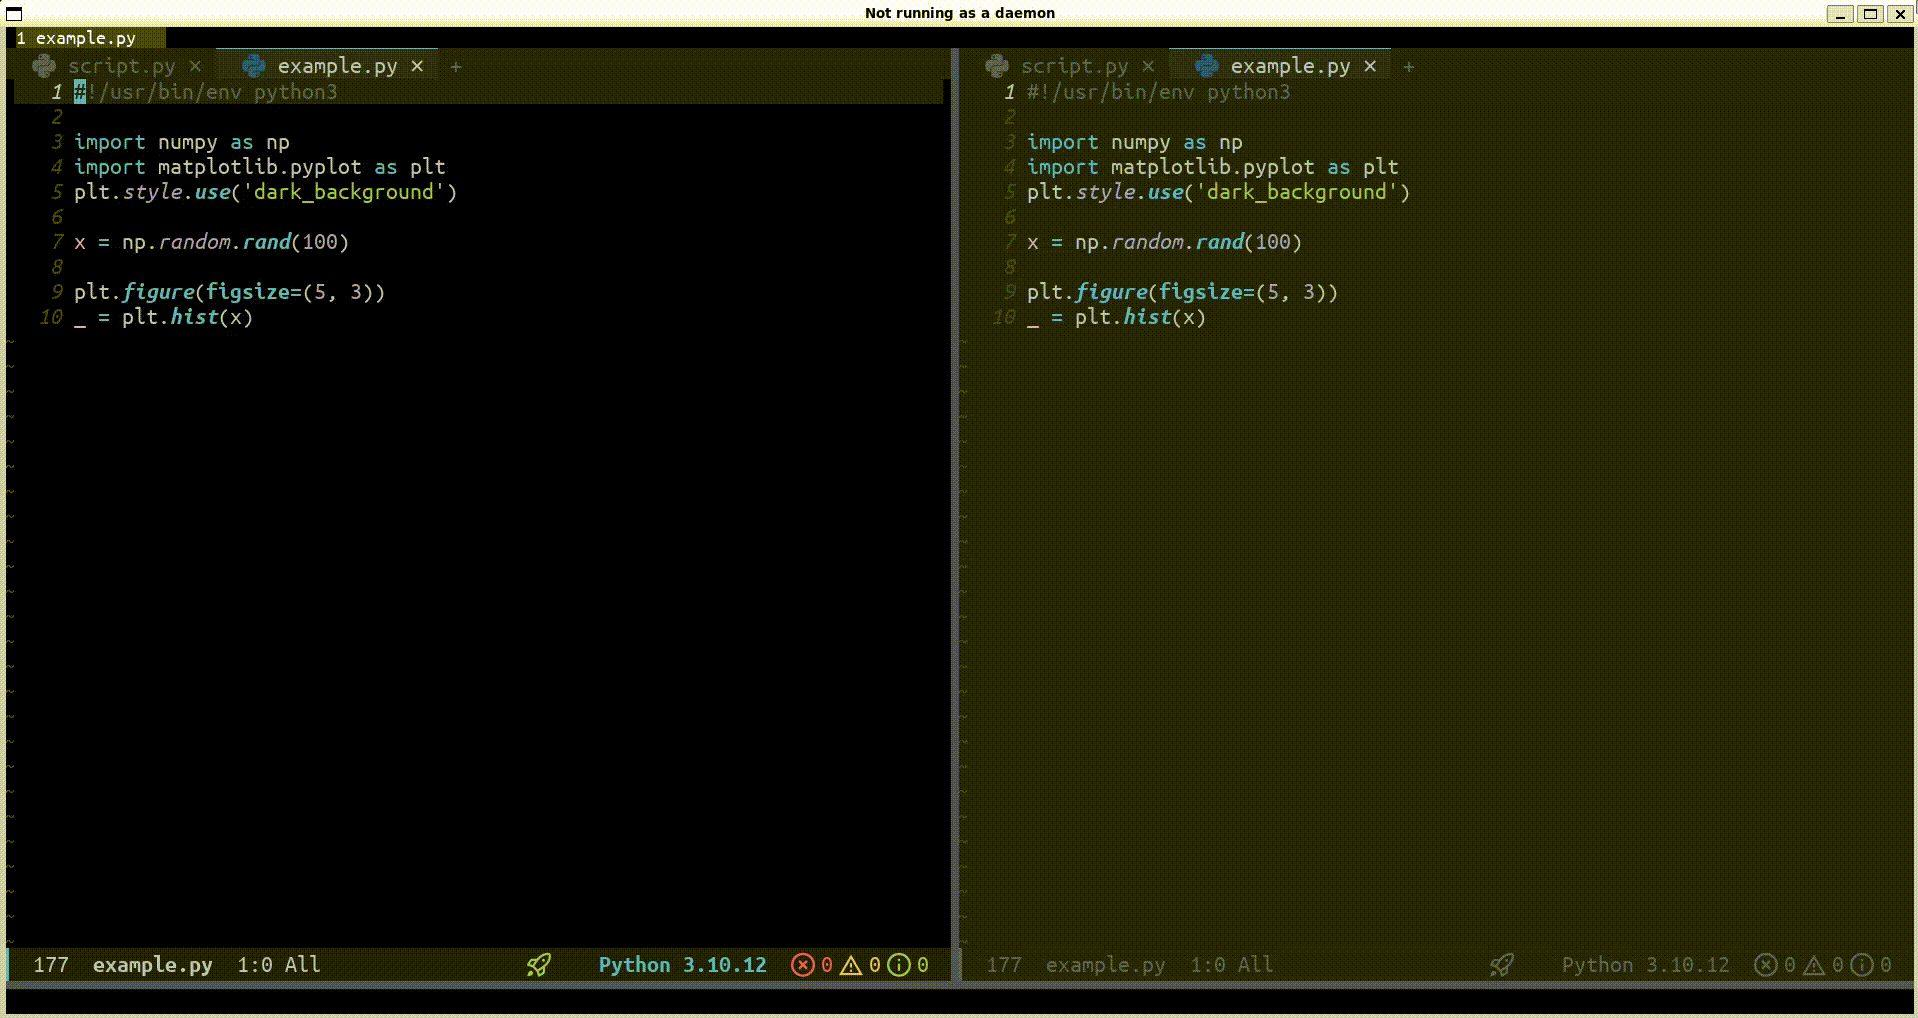 Not running as a daemon
1 example.py
script.py × example.py × +
1 #!/usr/bin/env python3
2
3 import numpy as np
4 import matplotlib.pyplot as plt
5 plt.style.use('dark_background')
6
7 x = np.random.rand(100)
8
9 plt.figure(figsize=(5, 3))
10 _ = plt.hist(x)
177 example.py 1:0 All Python 3.10.12 0 0 0
script.py × example.py × +
1 #!/usr/bin/env python3
2
3 import numpy as np
4 import matplotlib.pyplot as plt
5 plt.style.use('dark_background')
6
7 x = np.random.rand(100)
8
9 plt.figure(figsize=(5, 3))
10 _ = plt.hist(x)
177 example.py 1:0 All Python 3.10.12 0 0 0